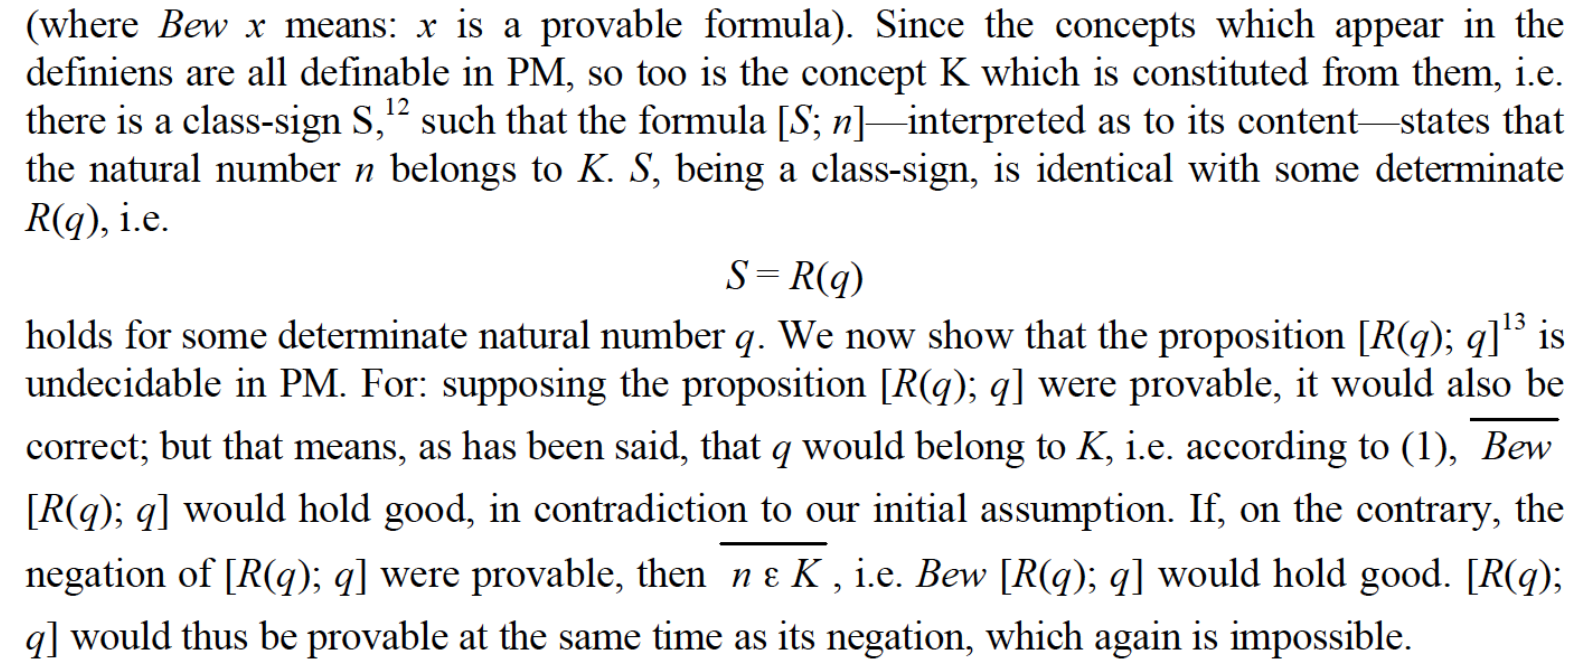 (where Bew x means: x is a provable formula). Since the concepts which appear in the
definiens are all definable in PM, so too is the concept K which is constituted from them, i.e.
there is a class-sign S,¹² such that the formula [S; n]—interpreted as to its content—states that
the natural number n belongs to K. S, being a class-sign, is identical with some determinate
R(q), i.e.
S = R(q)
holds for some determinate natural number q. We now show that the proposition [R(q); q]¹³ is
undecidable in PM. For: supposing the proposition [R(q); q] were provable, it would also be
correct; but that means, as has been said, that q would belong to K, i.e. according to (1), B̅e̅w̅
[R(q); q] would hold good, in contradiction to our initial assumption. If, on the contrary, the
negation of [R(q); q] were provable, then n̅ ̅ε̅ ̅K̅ , i.e. Bew [R(q); q] would hold good. [R(q);
q] would thus be provable at the same time as its negation, which again is impossible.